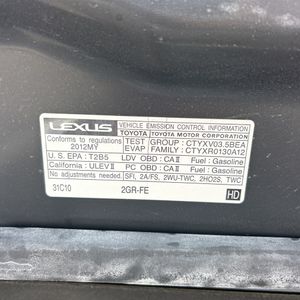 LEXUS
VEHICLE EMISSION CONTROL INFORMATION
TOYOTA TOYOTA MOTOR CORPORATION
Conforms to regulations
2012MY
TEST GROUP : CTYXV03.5BEA
EVAP FAMILY : CTYXR0130A12
U. S. EPA : T2B5 LDV OBD : CA II Fuel : Gasoline
California : ULEV II PC OBD : CA II Fuel : Gasoline
No adjustments needed. SFI, 2A/FS, 2WU-TWC, 2HO2S, TWC
31C10 2GR-FE
HD